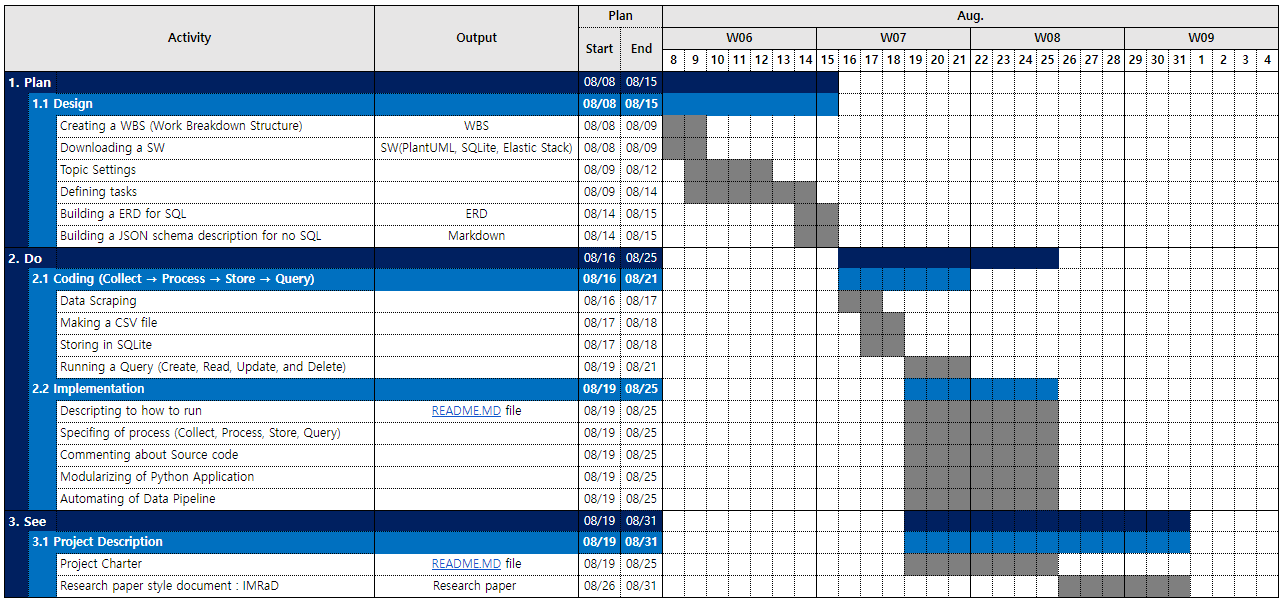 Activity Output Plan Aug.
Start End W06 W07 W08 W09
8 9 10 11 12 13 14 15 16 17 18 19 20 21 22 23 24 25 26 27 28 29 30 31 1 2 3 4
1. Plan 08/08 08/15
1.1 Design 08/08 08/15
Creating a WBS (Work Breakdown Structure) WBS 08/08 08/09
Downloading a SW SW(PlantUML, SQLite, Elastic Stack) 08/08 08/09
Topic Settings 08/09 08/12
Defining tasks 08/09 08/14
Building a ERD for SQL ERD 08/14 08/15
Building a JSON schema description for no SQL Markdown 08/14 08/15
2. Do 08/16 08/25
2.1 Coding (Collect → Process → Store → Query) 08/16 08/21
Data Scraping 08/16 08/17
Making a CSV file 08/17 08/18
Storing in SQLite 08/17 08/18
Running a Query (Create, Read, Update, and Delete) 08/19 08/21
2.2 Implementation 08/19 08/25
Descripting to how to run README.MD file 08/19 08/25
Specifing of process (Collect, Process, Store, Query) 08/19 08/25
Commenting about Source code 08/19 08/25
Modularizing of Python Application 08/19 08/25
Automating of Data Pipeline 08/19 08/25
3. See 08/19 08/31
3.1 Project Description 08/19 08/31
Project Charter README.MD file 08/19 08/25
Research paper style document : IMRaD Research paper 08/26 08/31